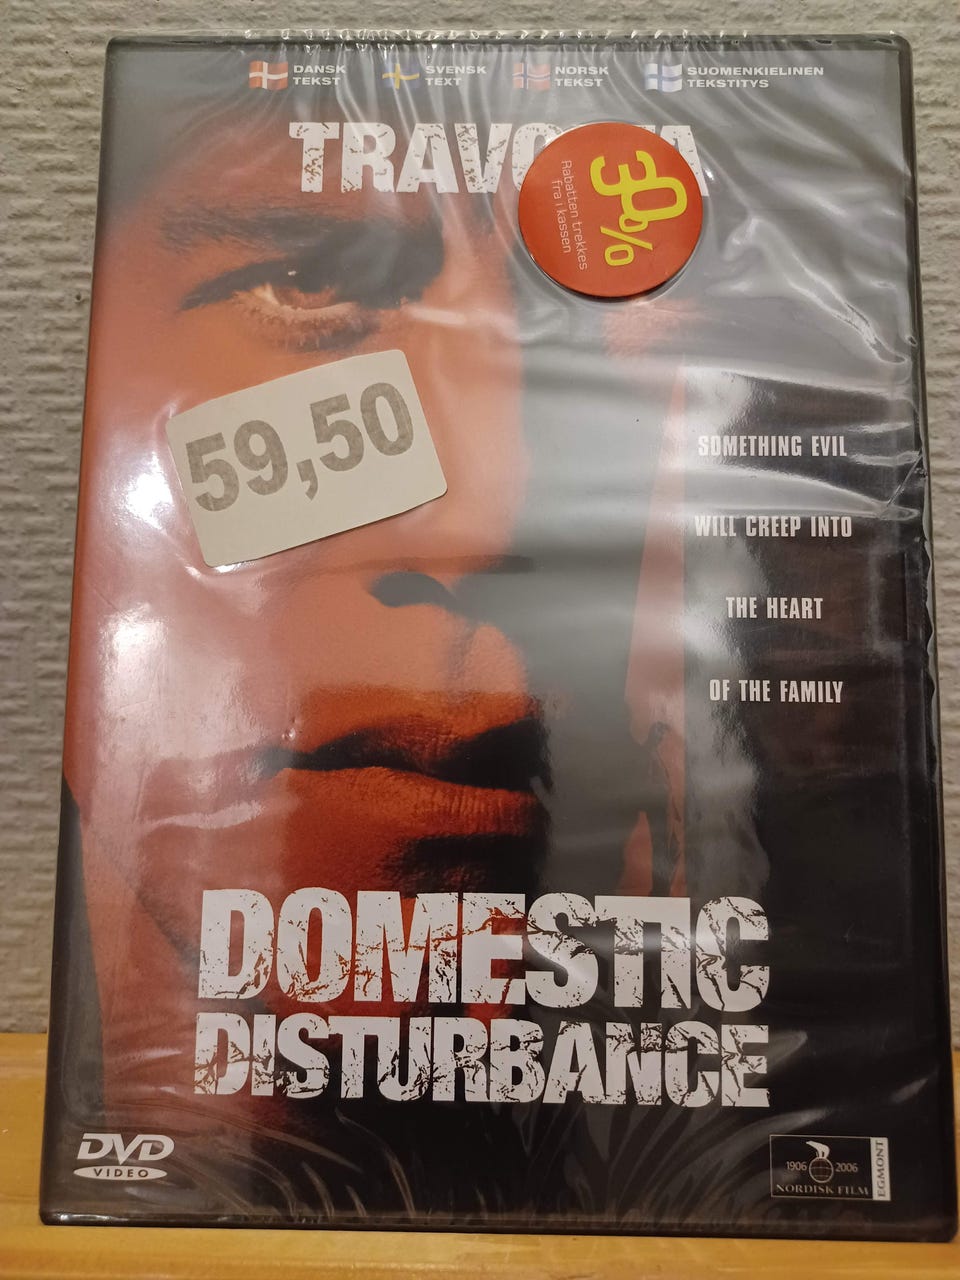 DANSK
TEKST
SVENSK
TEXT
NORSK
TEKST
SUOMENKIELINEN
TEKSTITYS
30%
Rabatten trekkes
fra i kassen
59,50
SOMETHING EVIL
WILL CREEP INTO
THE HEART
OF THE FAMILY
DOMESTIC
DISTURBANCE
DVD
VIDEO
1906 2006
NORDISK FILM
EGMONT